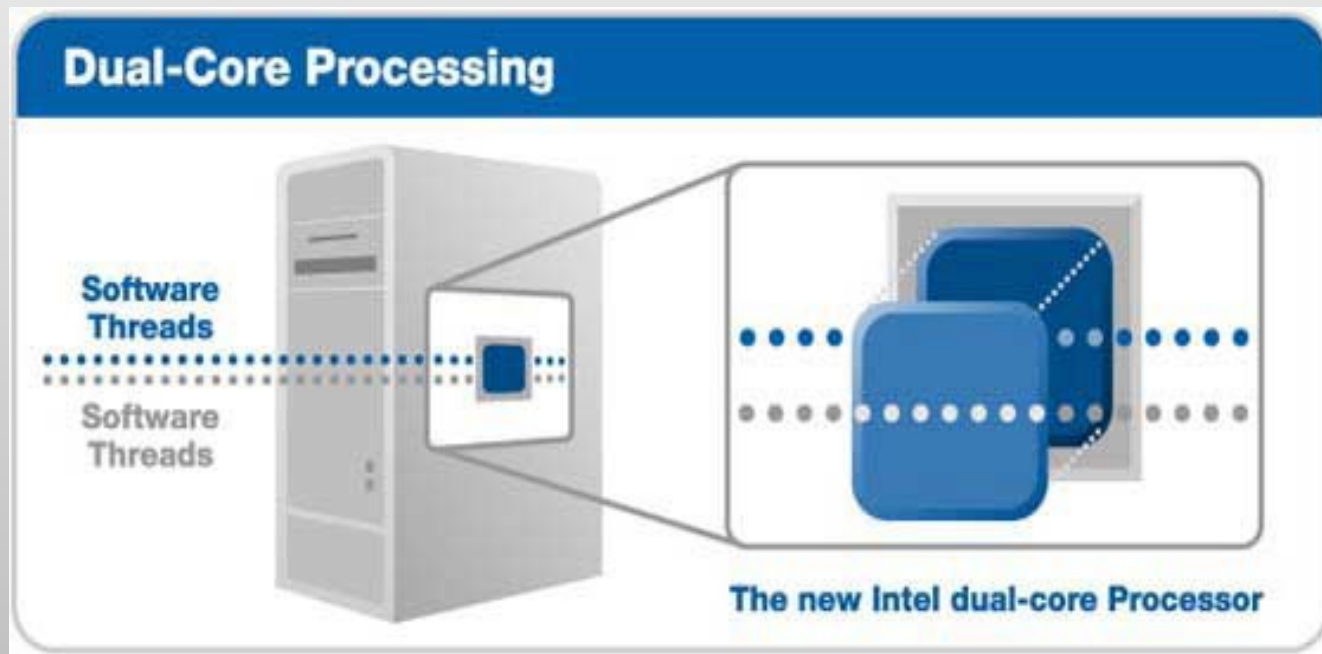 Dual-Core Processing
Software
Threads
Software
Threads
The new Intel dual-core Processor